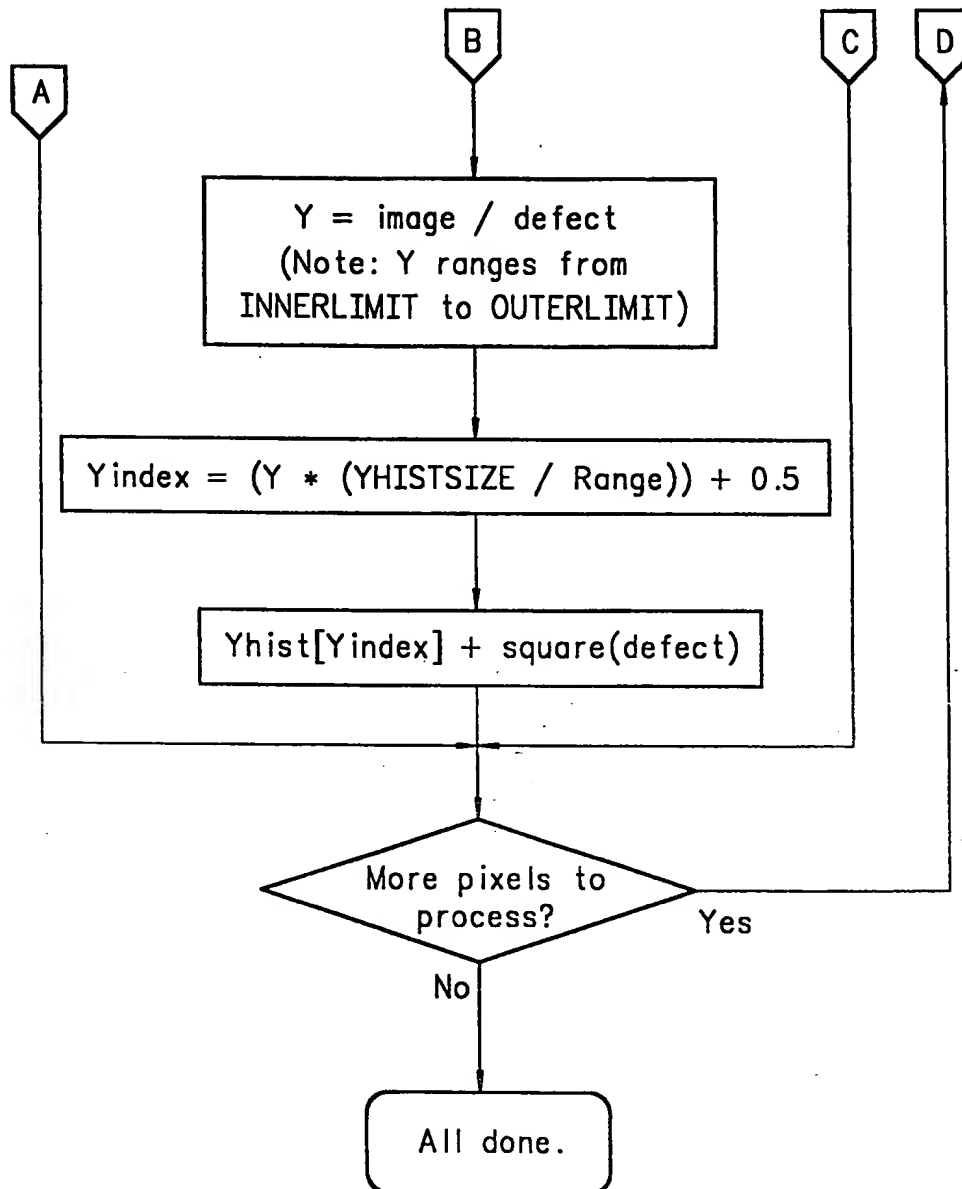 B
C
D
A
Y = image / defect
(Note: Y ranges from
INNERLIMIT to OUTERLIMIT)
Yindex = (Y * (YHISTSIZE / Range)) + 0.5
Yhist[Yindex] + square(defect)
More pixels to
process?
Yes
No
All done.